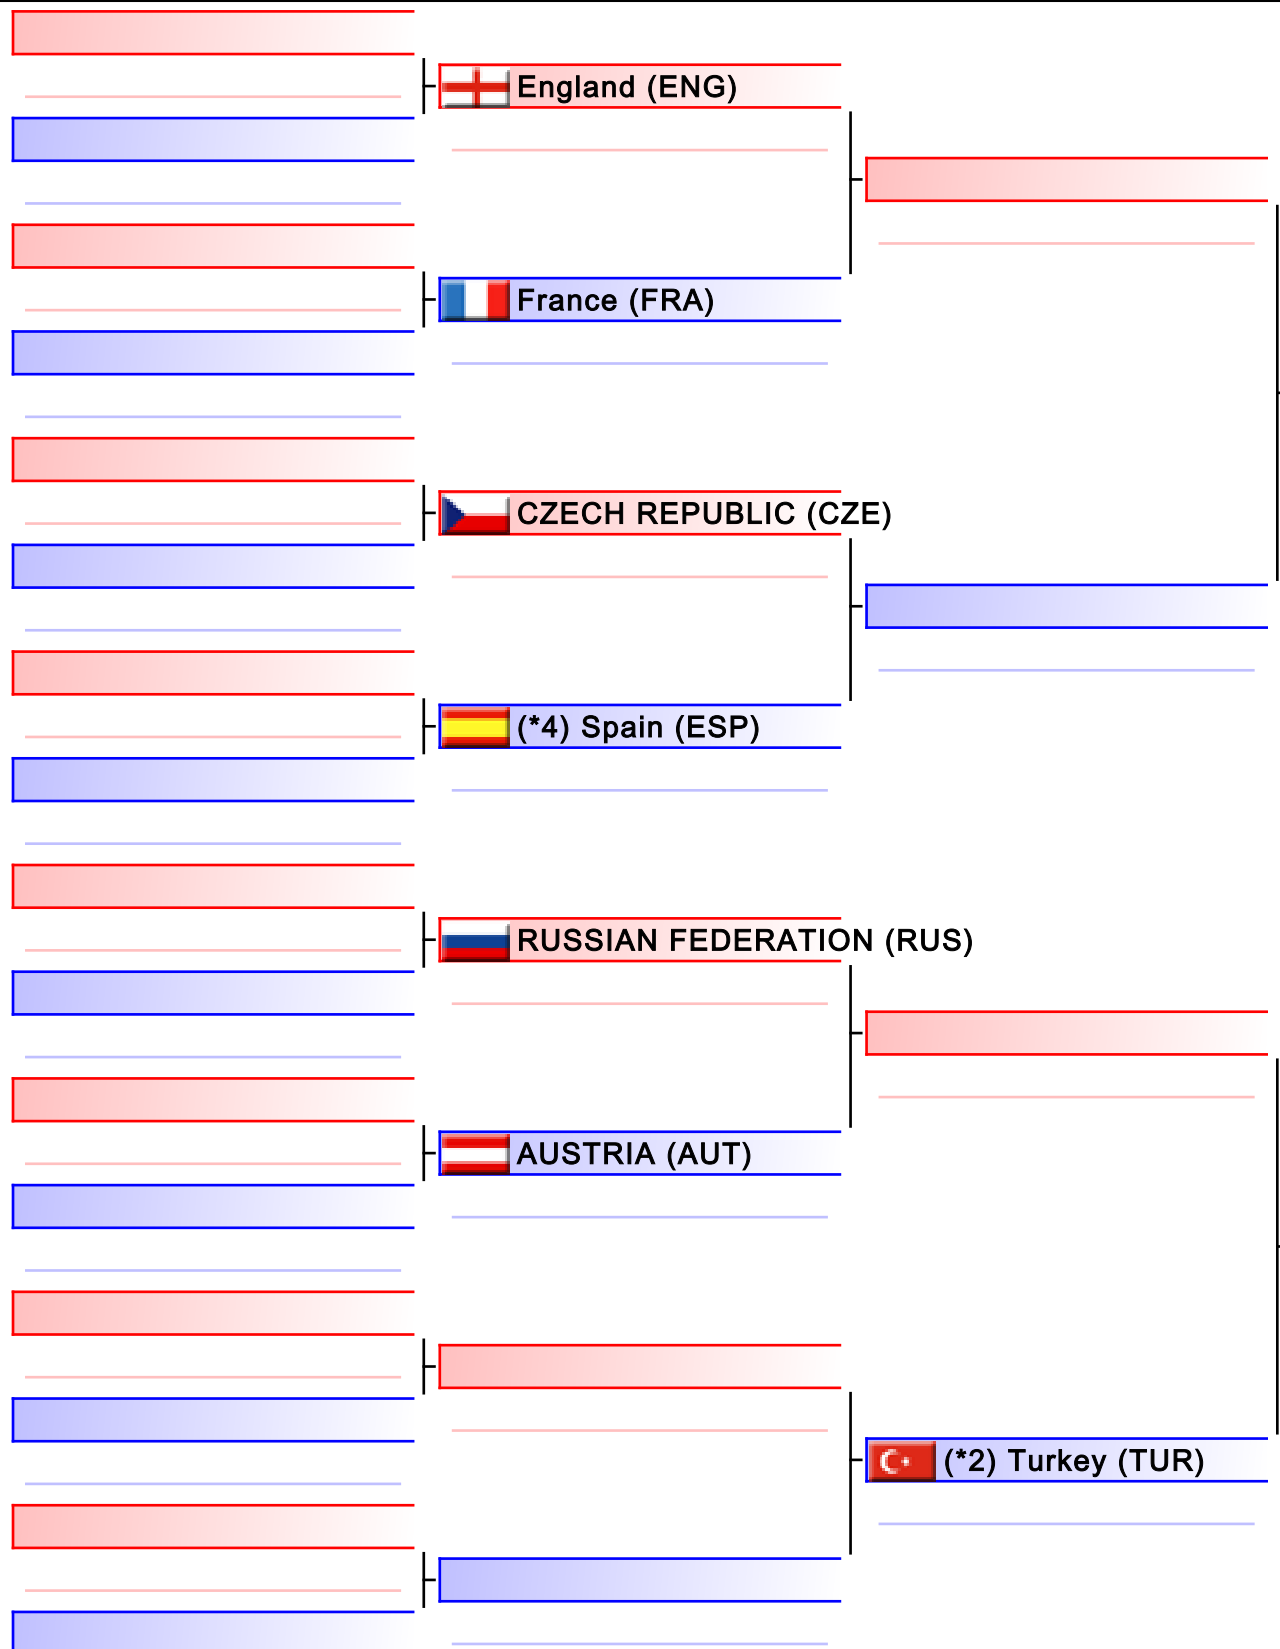 England (ENG)
France (FRA)
CZECH REPUBLIC (CZE)
(*4) Spain (ESP)
RUSSIAN FEDERATION (RUS)
AUSTRIA (AUT)
(*2) Turkey (TUR)